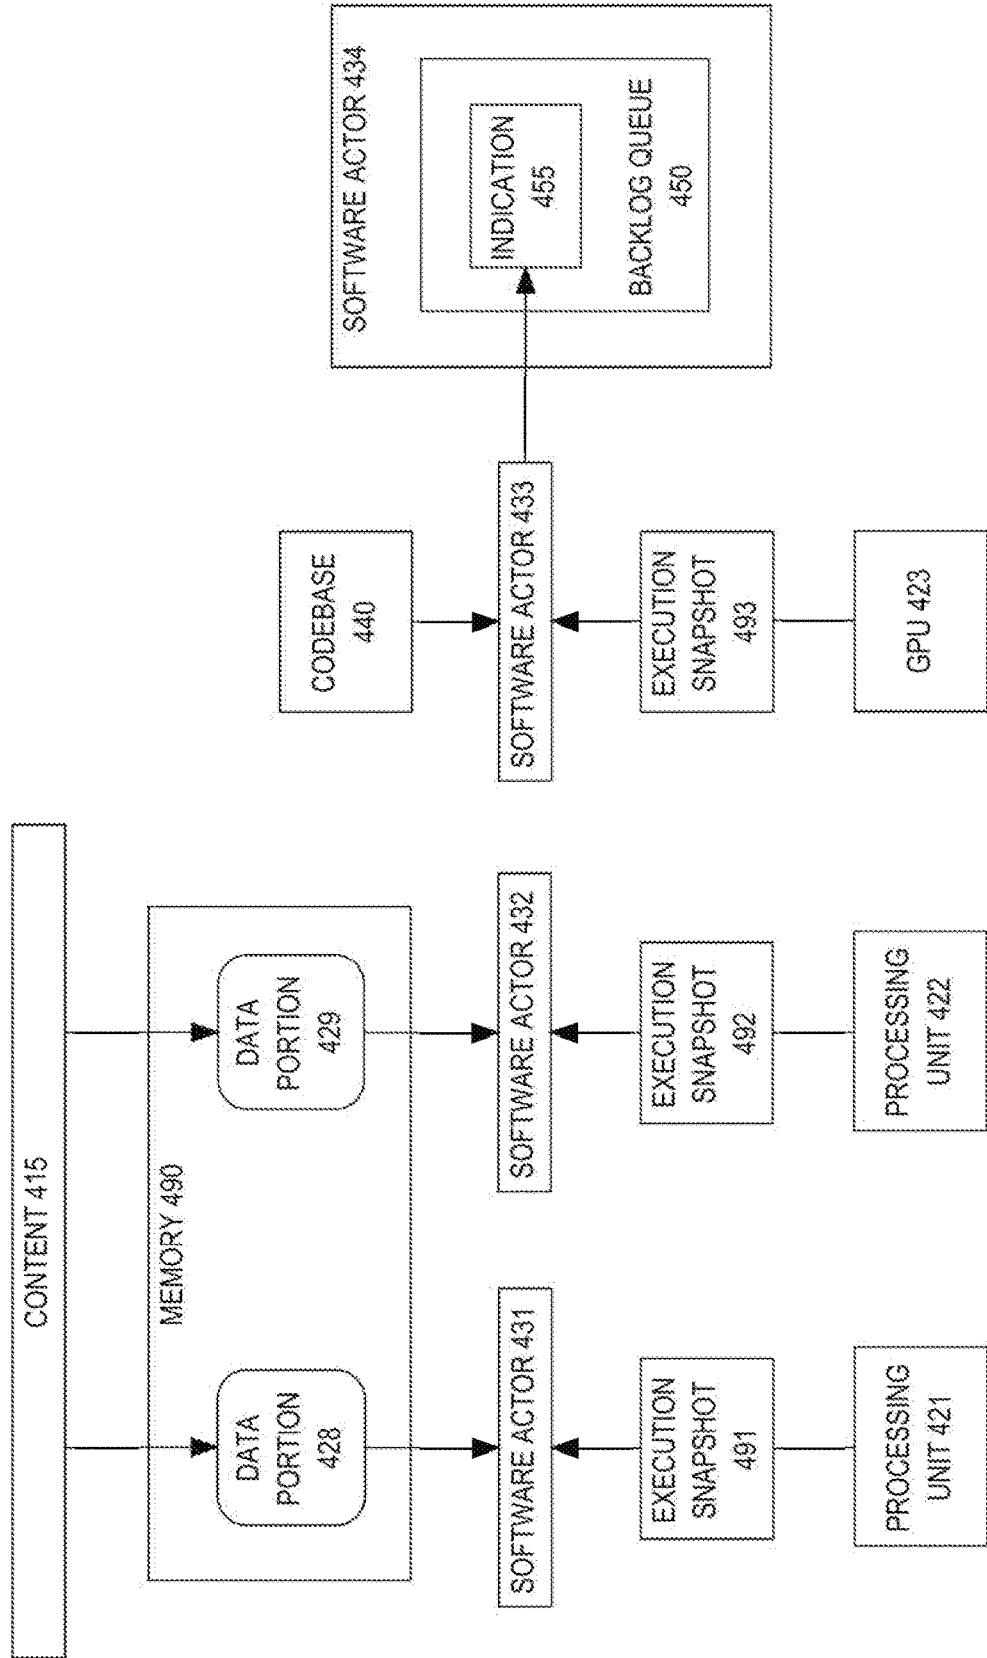 CONTENT 415
MEMORY 490
DATA
PORTION
428
DATA
PORTION
429
SOFTWARE ACTOR 431
SOFTWARE ACTOR 432
EXECUTION
SNAPSHOT
491
EXECUTION
SNAPSHOT
492
PROCESSING
UNIT 421
PROCESSING
UNIT 422
CODEBASE
440
SOFTWARE ACTOR 433
EXECUTION
SNAPSHOT
493
GPU 423
SOFTWARE ACTOR 434
INDICATION
455
BACKLOG QUEUE
450